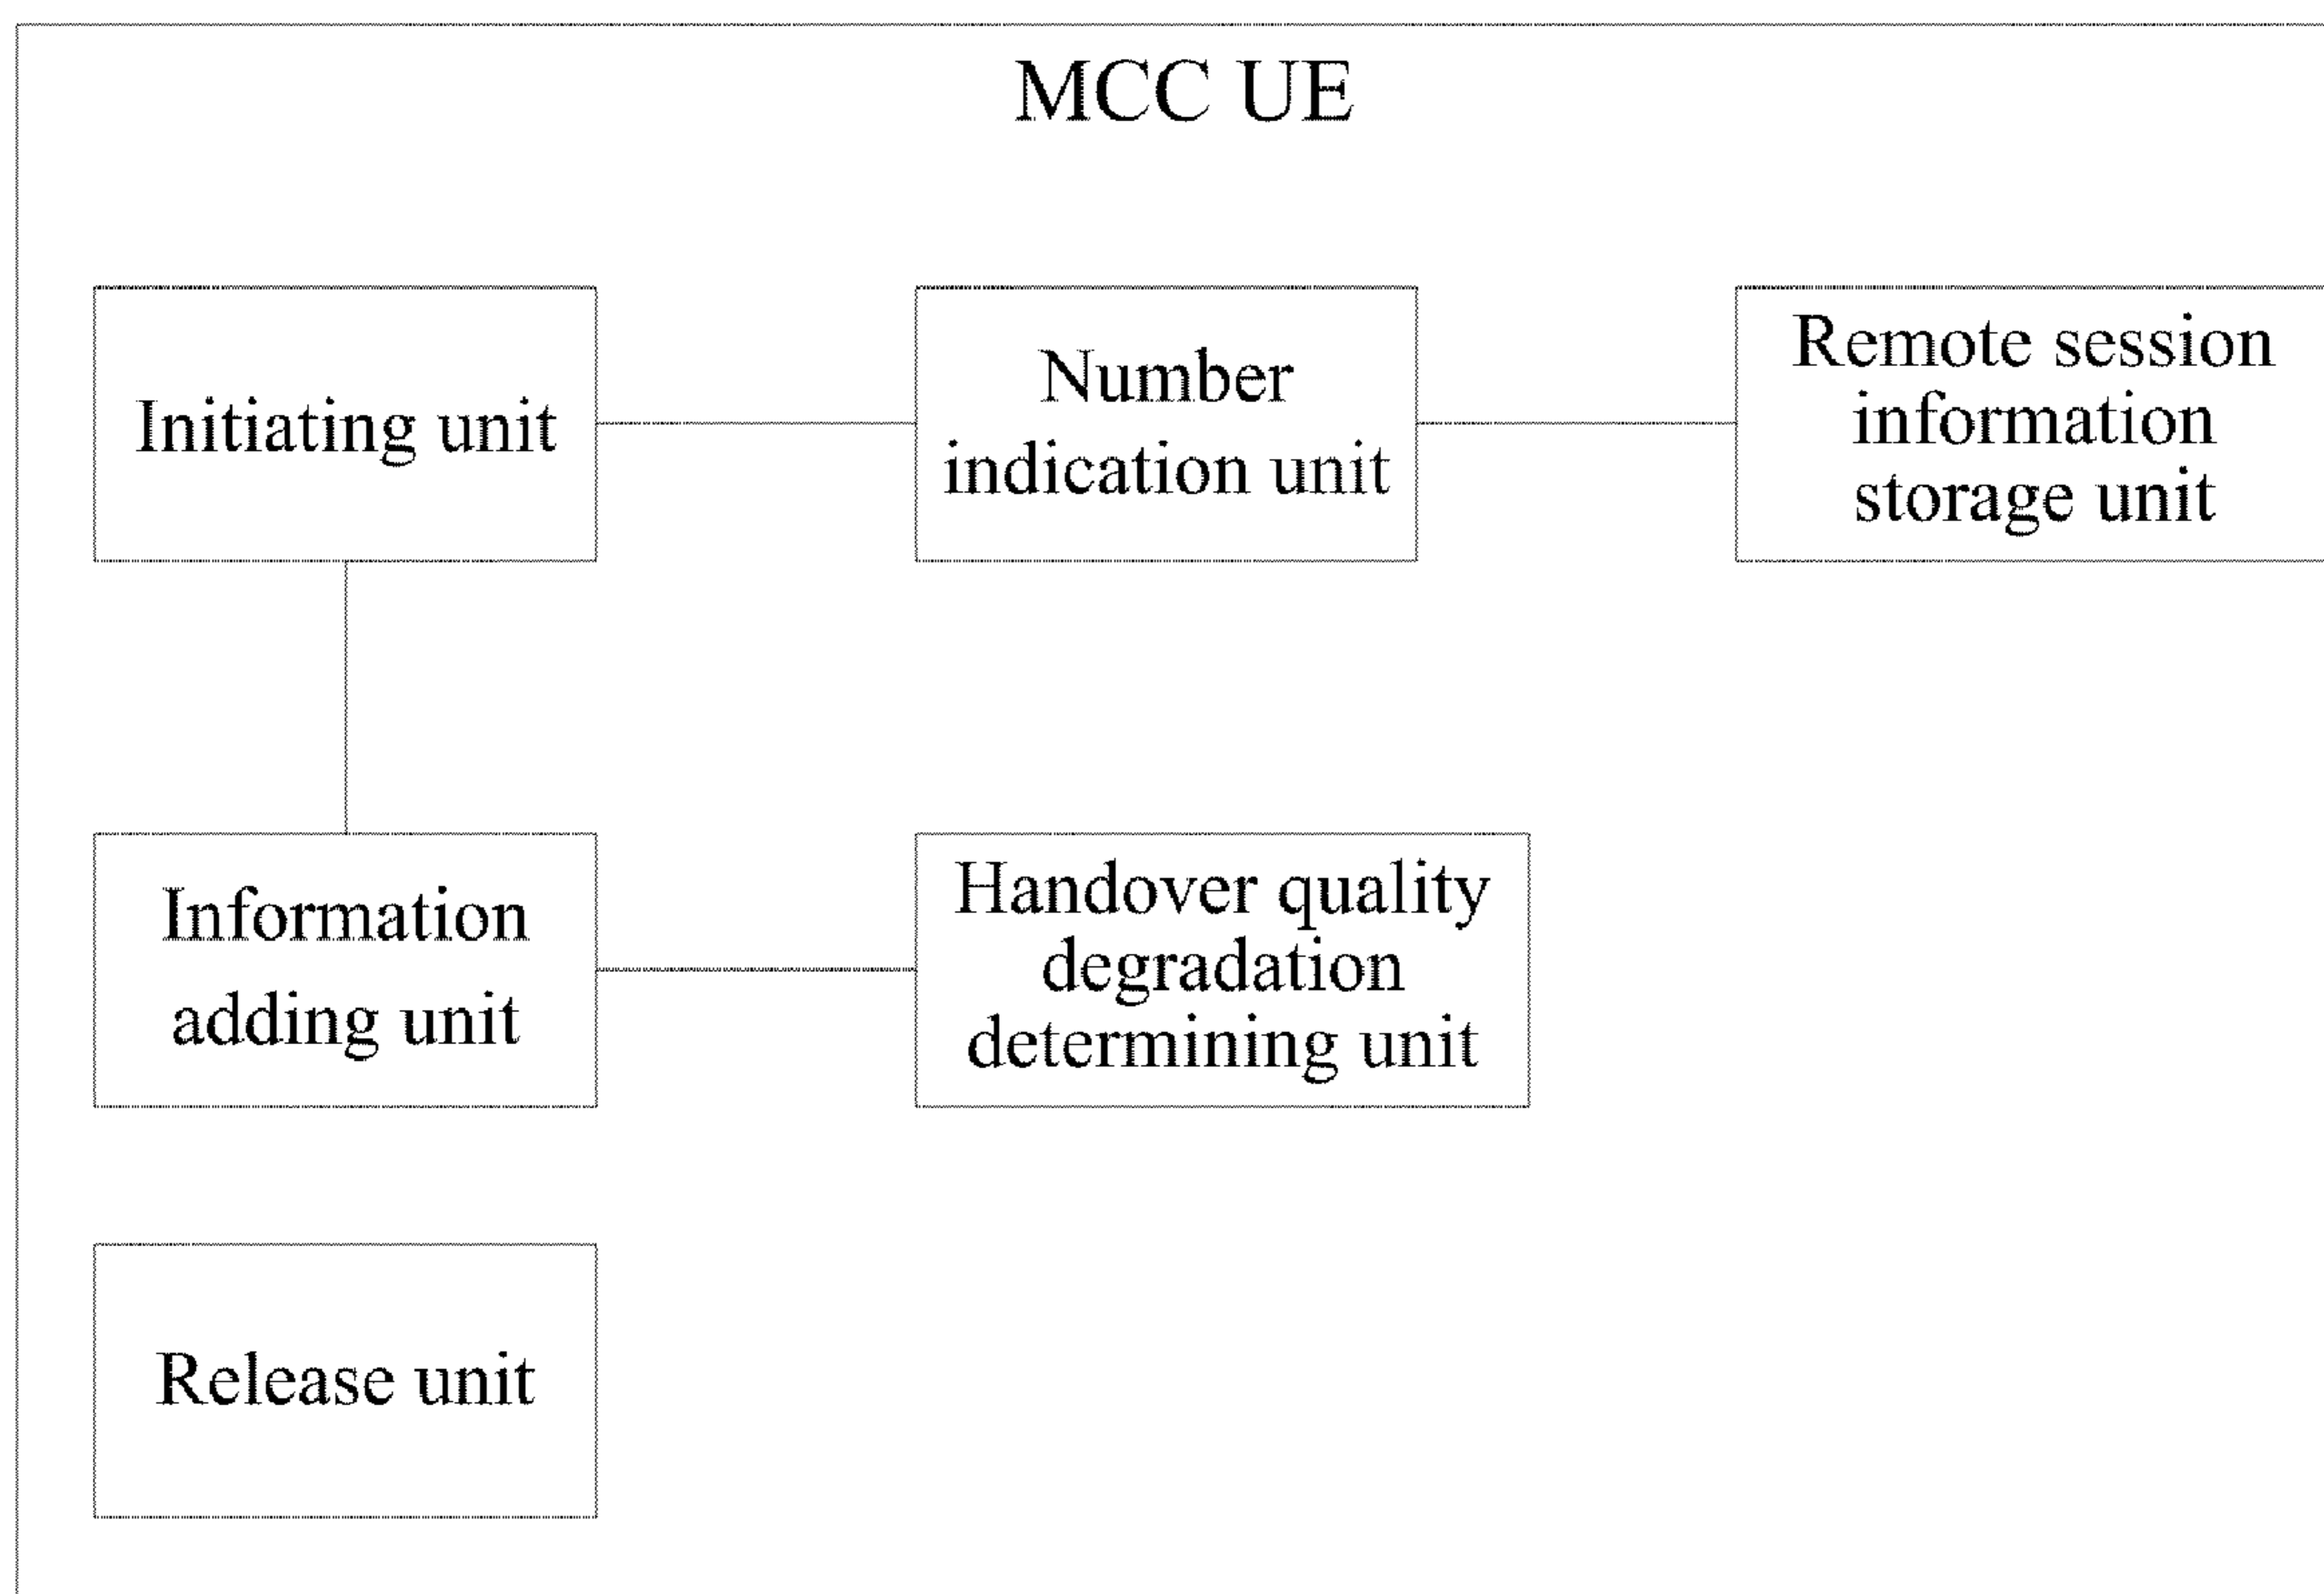 MCC UE
Initiating unit
Number
indication unit
Remote session
information
storage unit
Information
adding unit
Handover quality
degradation
determining unit
Release unit